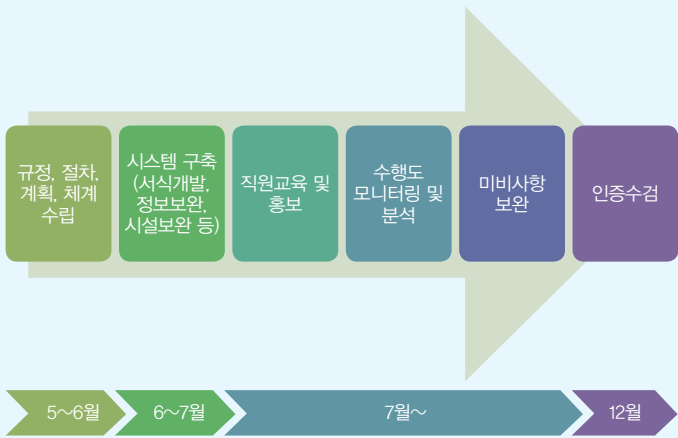 규정, 절차,
계획, 체계
수립
시스템 구축
(서식개발,
정보보완,
시설보완 등)
직원교육 및
홍보
수행도
모니터링 및
분석
미비사항
보완
인증수검
5～6월
6～7월
7월～
12월